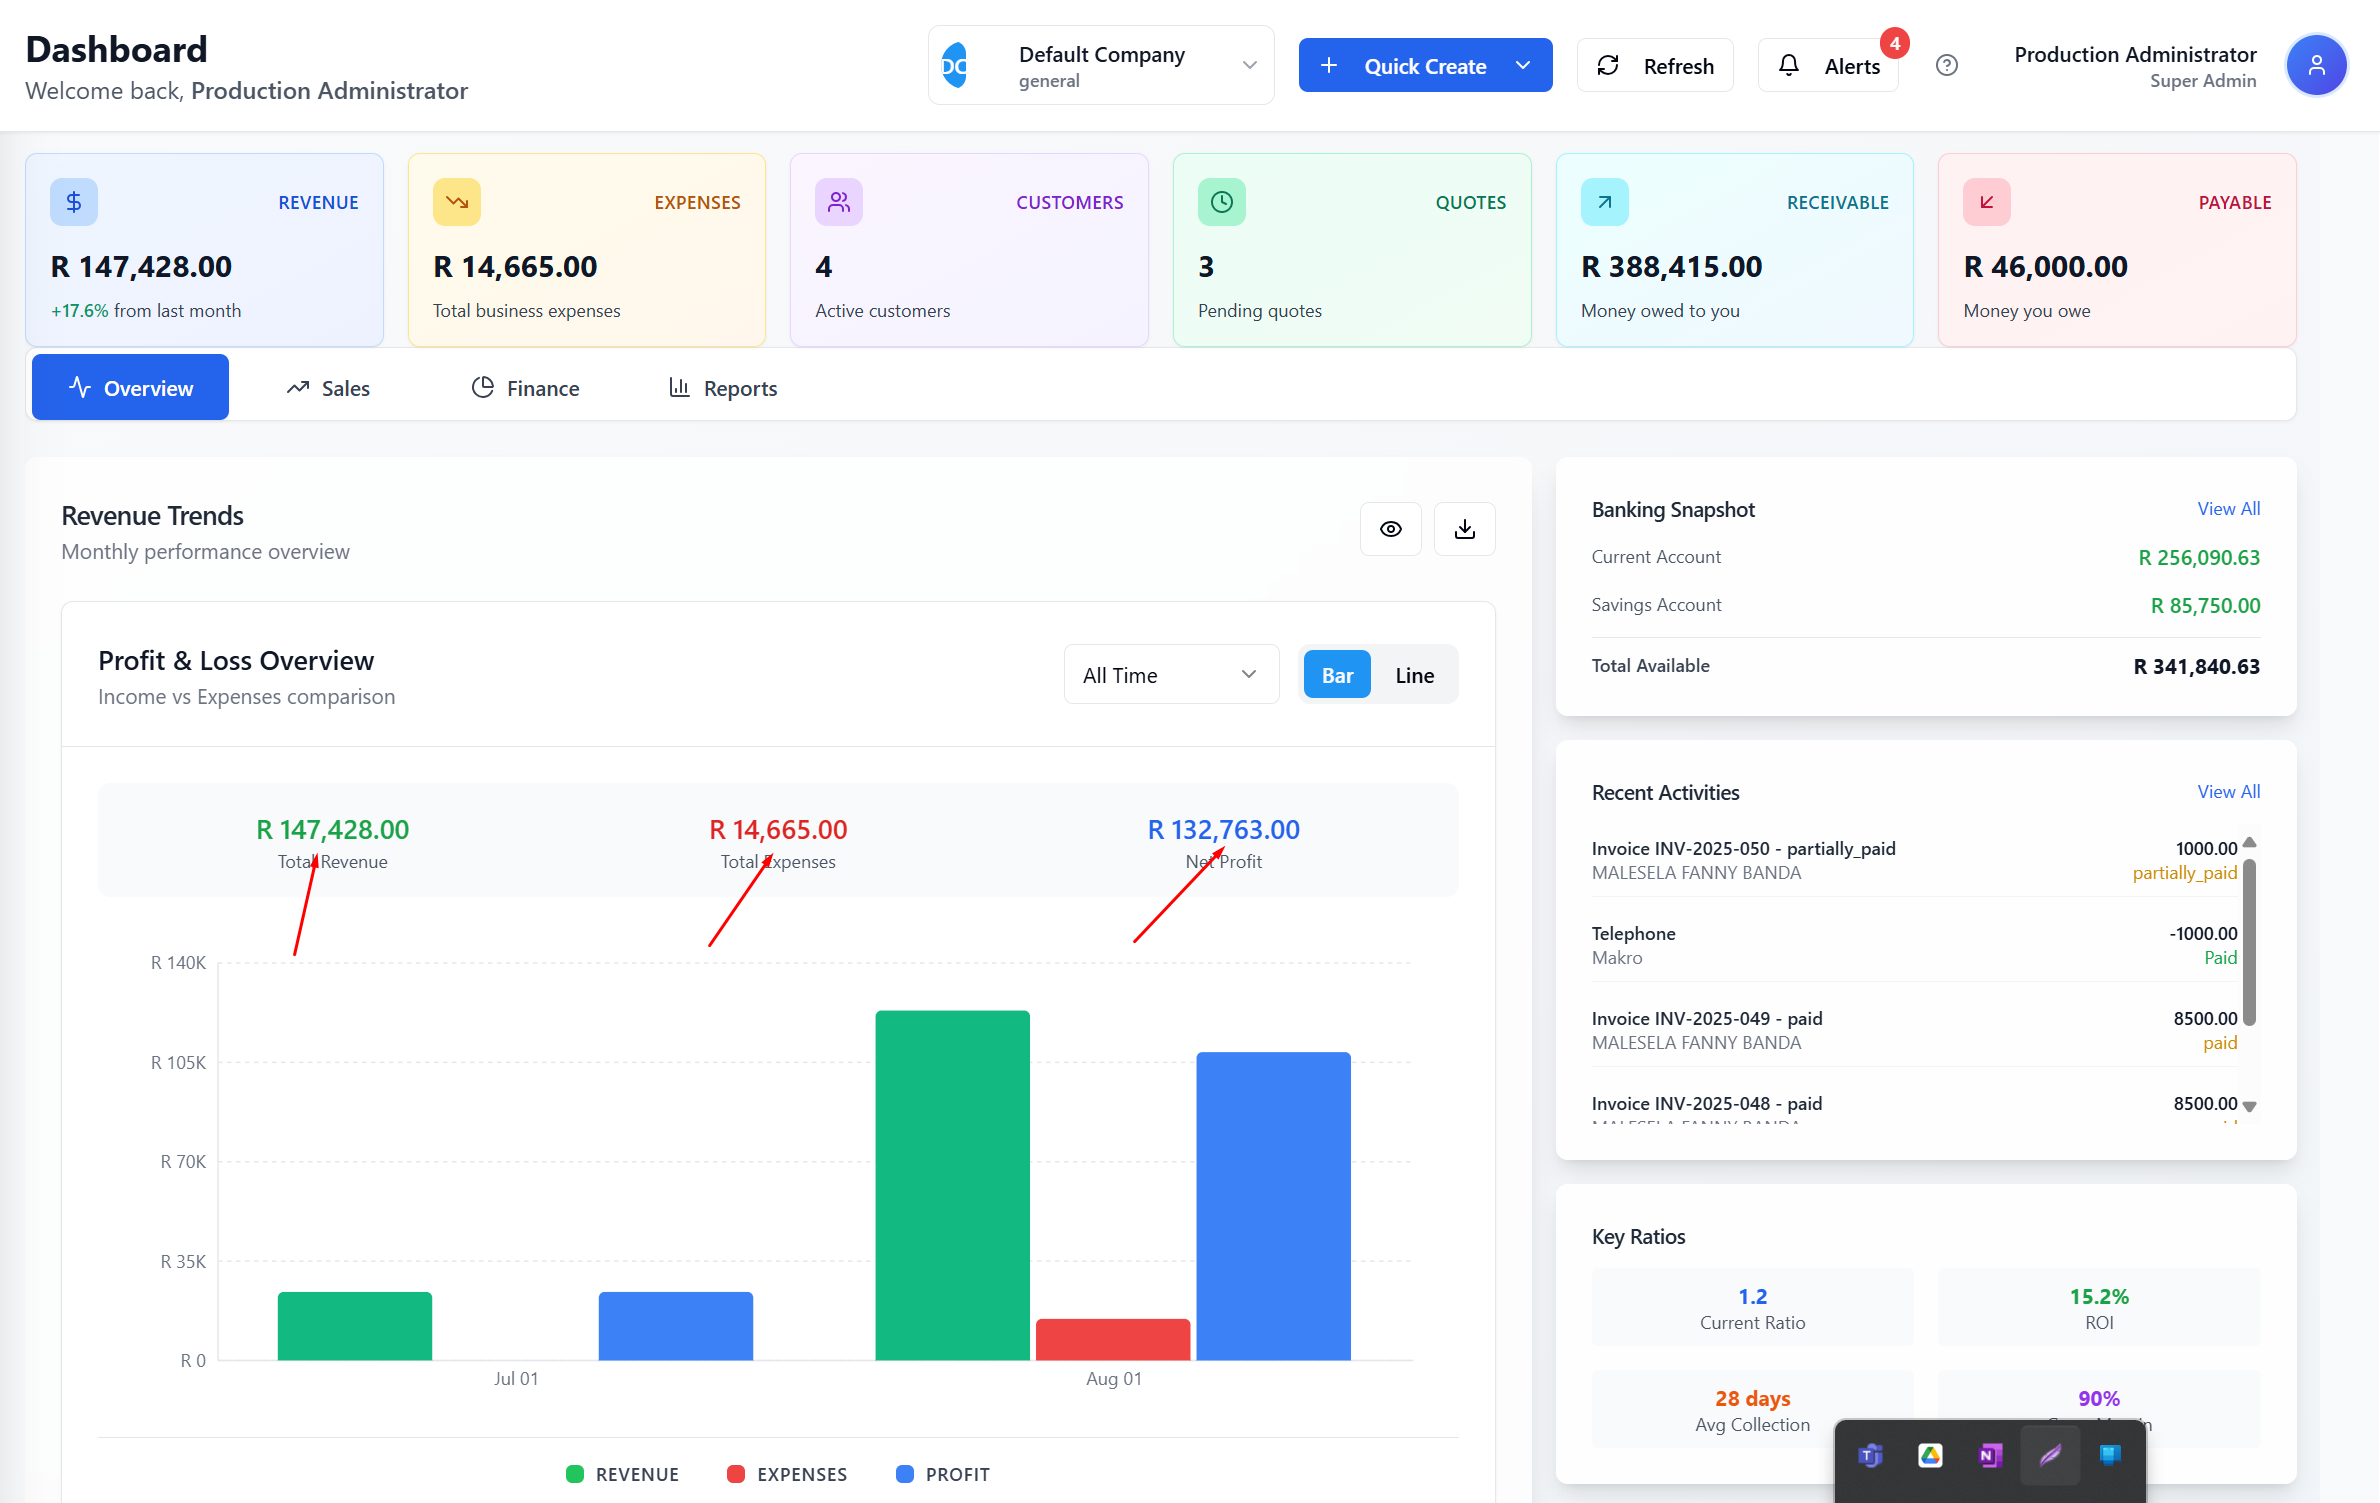 Dashboard
Welcome back, Production Administrator
DC
Default Company
general
Quick Create
Refresh
Alerts
4
Production Administrator
Super Admin
REVENUE
R 147,428.00
+17.6% from last month
EXPENSES
R 14,665.00
Total business expenses
CUSTOMERS
4
Active customers
QUOTES
3
Pending quotes
RECEIVABLE
R 388,415.00
Money owed to you
PAYABLE
R 46,000.00
Money you owe
Overview
Sales
Finance
Reports
Revenue Trends
Monthly performance overview
Profit & Loss Overview
Income vs Expenses comparison
All Time
Bar
Line
R 147,428.00
Total Revenue
R 14,665.00
Total Expenses
R 132,763.00
Net Profit
R 140K
R 105K
R 70K
R 35K
R 0
Jul 01
Aug 01
REVENUE
EXPENSES
PROFIT
Banking Snapshot
View All
Current Account
R 256,090.63
Savings Account
R 85,750.00
Total Available
R 341,840.63
Recent Activities
View All
Invoice INV-2025-050 - partially_paid
1000.00
MALESELA FANNY BANDA
partially_paid
Telephone
-1000.00
Makro
Paid
Invoice INV-2025-049 - paid
8500.00
MALESELA FANNY BANDA
paid
Invoice INV-2025-048 - paid
8500.00
Key Ratios
1.2
Current Ratio
15.2%
ROI
28 days
Avg Collection
90%